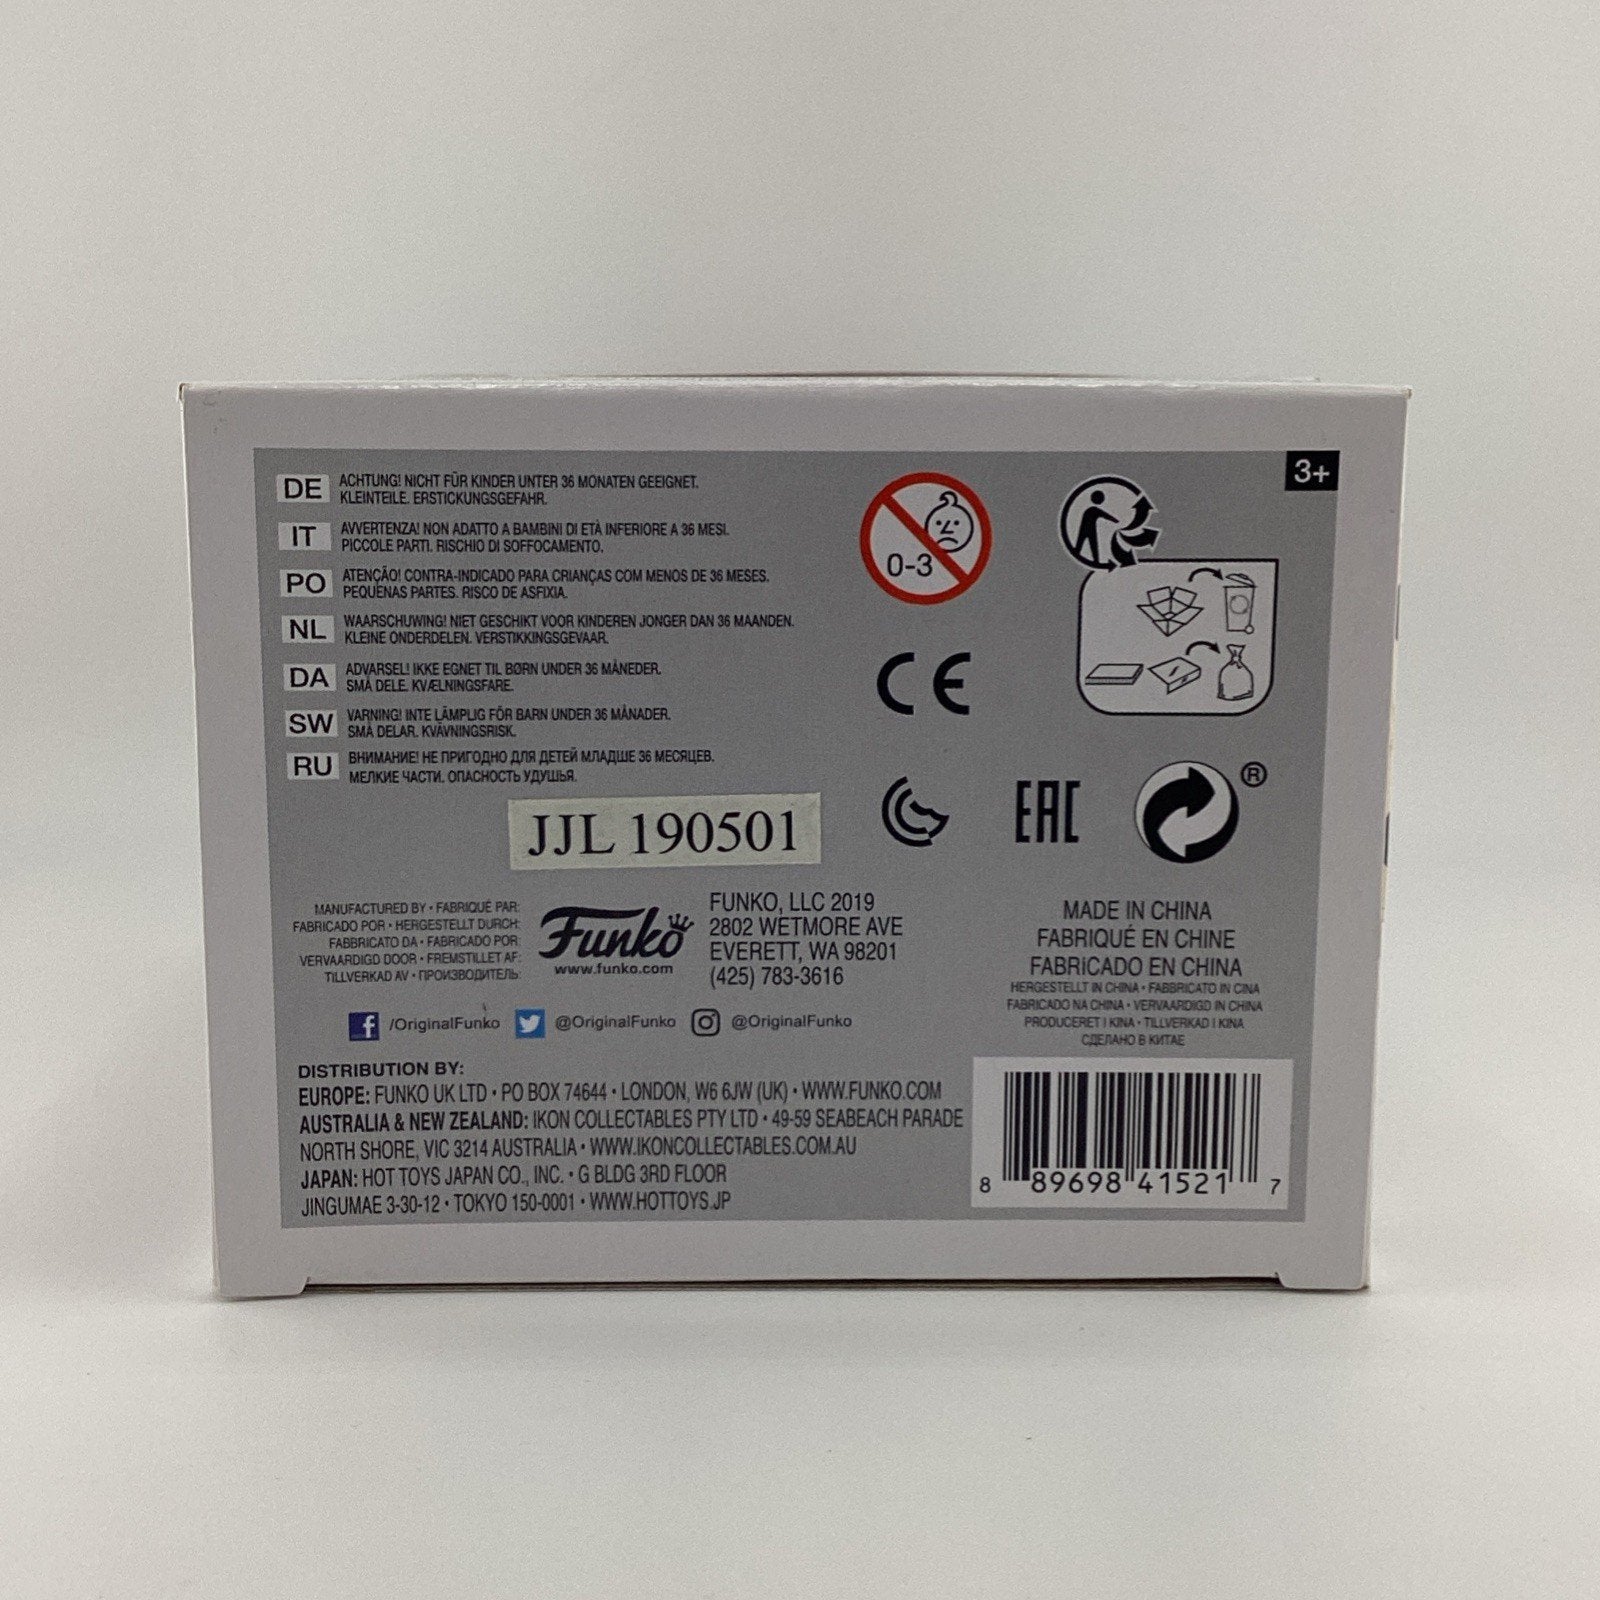 3+
DE ACHTUNG! NICHT FÜR KINDER UNTER 36 MONATEN GEEIGNET.
KLEINTEILE. ERSTICKUNGSGEFAHR.
IT AVVERTENZA! NON ADATTO A BAMBINI DI ETÀ INFERIORE A 36 MESI.
PICCOLE PARTI. RISCHIO DI SOFFOCAMENTO.
PO ATENÇÃO! CONTRA-INDICADO PARA CRIANÇAS COM MENOS DE 36 MESES.
PEQUENAS PARTES. RISCO DE ASFIXIA.
NL WAARSCHUWING! NIET GESCHIKT VOOR KINDEREN JONGER DAN 36 MAANDEN.
KLEINE ONDERDELEN. VERSTIKKINGSGEVAAR.
DA ADVARSEL! IKKE EGNET TIL BØRN UNDER 36 MÅNEDER.
SMÅ DELE. KVÆLNINGSFARE.
SW VARNING! INTE LÄMPLIG FÖR BARN UNDER 36 MÅNADER.
SMÅ DELAR. KVÄVNINGSRISK.
RU ВНИМАНИЕ! НЕ ПРИГОДНО ДЛЯ ДЕТЕЙ МЛАДШЕ 36 МЕСЯЦЕВ.
МЕЛКИЕ ЧАСТИ. ОПАСНОСТЬ УДУШЬЯ.
0-3
CE
EAC
®
JJL 190501
MANUFACTURED BY • FABRIQUÉ PAR:
FABRICADO POR • HERGESTELLT DURCH:
FABBRICATO DA • FABRICADO POR:
VERVAARDIGD DOOR • FREMSTILLET AF:
TILLVERKAD AV • ПРОИЗВОДИТЕЛЬ:
Funko
www.funko.com
FUNKO, LLC 2019
2802 WETMORE AVE
EVERETT, WA 98201
(425) 783-3616
MADE IN CHINA
FABRIQUÉ EN CHINE
FABRICADO EN CHINA
HERGESTELLT IN CHINA • FABBRICATO IN CINA
FABRICADO NA CHINA • VERVAARDIGD IN CHINA
PRODUCERET I KINA • TILLVERKAD I KINA
СДЕЛАНО В КИТАЕ
f /OriginalFunko @OriginalFunko @OriginalFunko
DISTRIBUTION BY:
EUROPE: FUNKO UK LTD • PO BOX 74644 • LONDON, W6 6JW (UK) • WWW.FUNKO.COM
AUSTRALIA & NEW ZEALAND: IKON COLLECTABLES PTY LTD • 49-59 SEABEACH PARADE
NORTH SHORE, VIC 3214 AUSTRALIA • WWW.IKONCOLLECTABLES.COM.AU
JAPAN: HOT TOYS JAPAN CO., INC. • G BLDG 3RD FLOOR
JINGUMAE 3-30-12 • TOKYO 150-0001 • WWW.HOTTOYS.JP
8 89698 41521 7